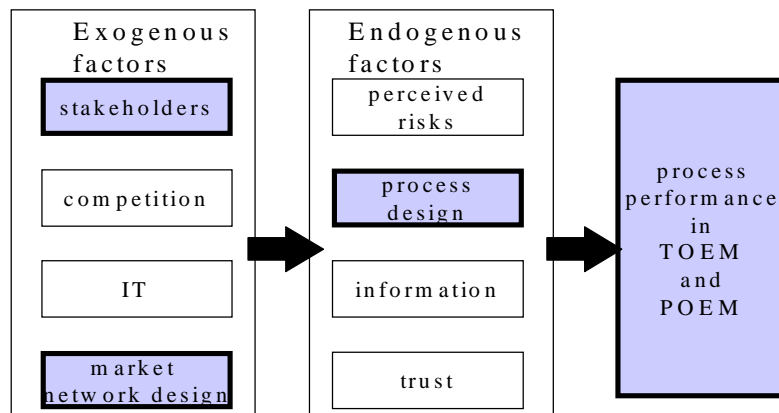 Exogenous
factors
stakeholders
competition
IT
market
network design
Endogenous
factors
perceived
risks
process
design
information
trust
process
performance
in
TOEM
and
POEM